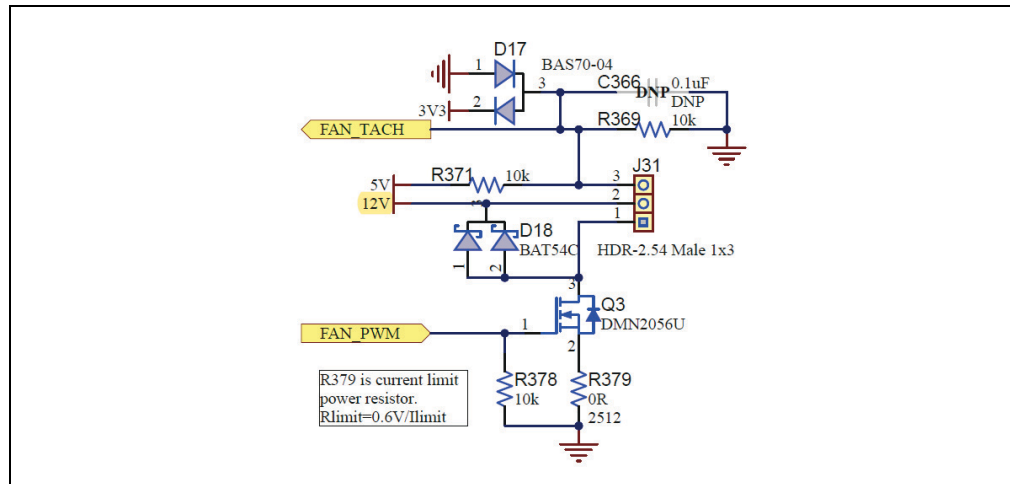 D17
1
BAS70-04
3
C366
0.1uF
DNP
DNP
3V3
2
FAN_TACH
R369
10k
R371
10k
J31
5V
3
12V
2
3
1
D18
BAT54C
HDR-2.54 Male 1x3
1
2
3
Q3
FAN_PWM
1
DMN2056U
2
R379 is current limit
power resistor.
Rlimit=0.6V/Ilimit
R378
10k
R379
0R
2512